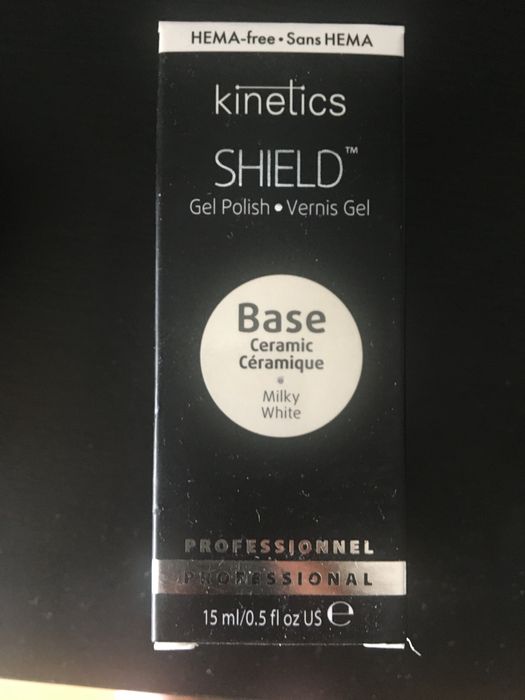 HEMA-free • Sans HEMA
kinetics
SHIELD™
Gel Polish • Vernis Gel
Base
Ceramic
Céramique
•
Milky
White
PROFESSIONNEL
PROFESSIONAL
15 ml/0.5 fl oz US ℮